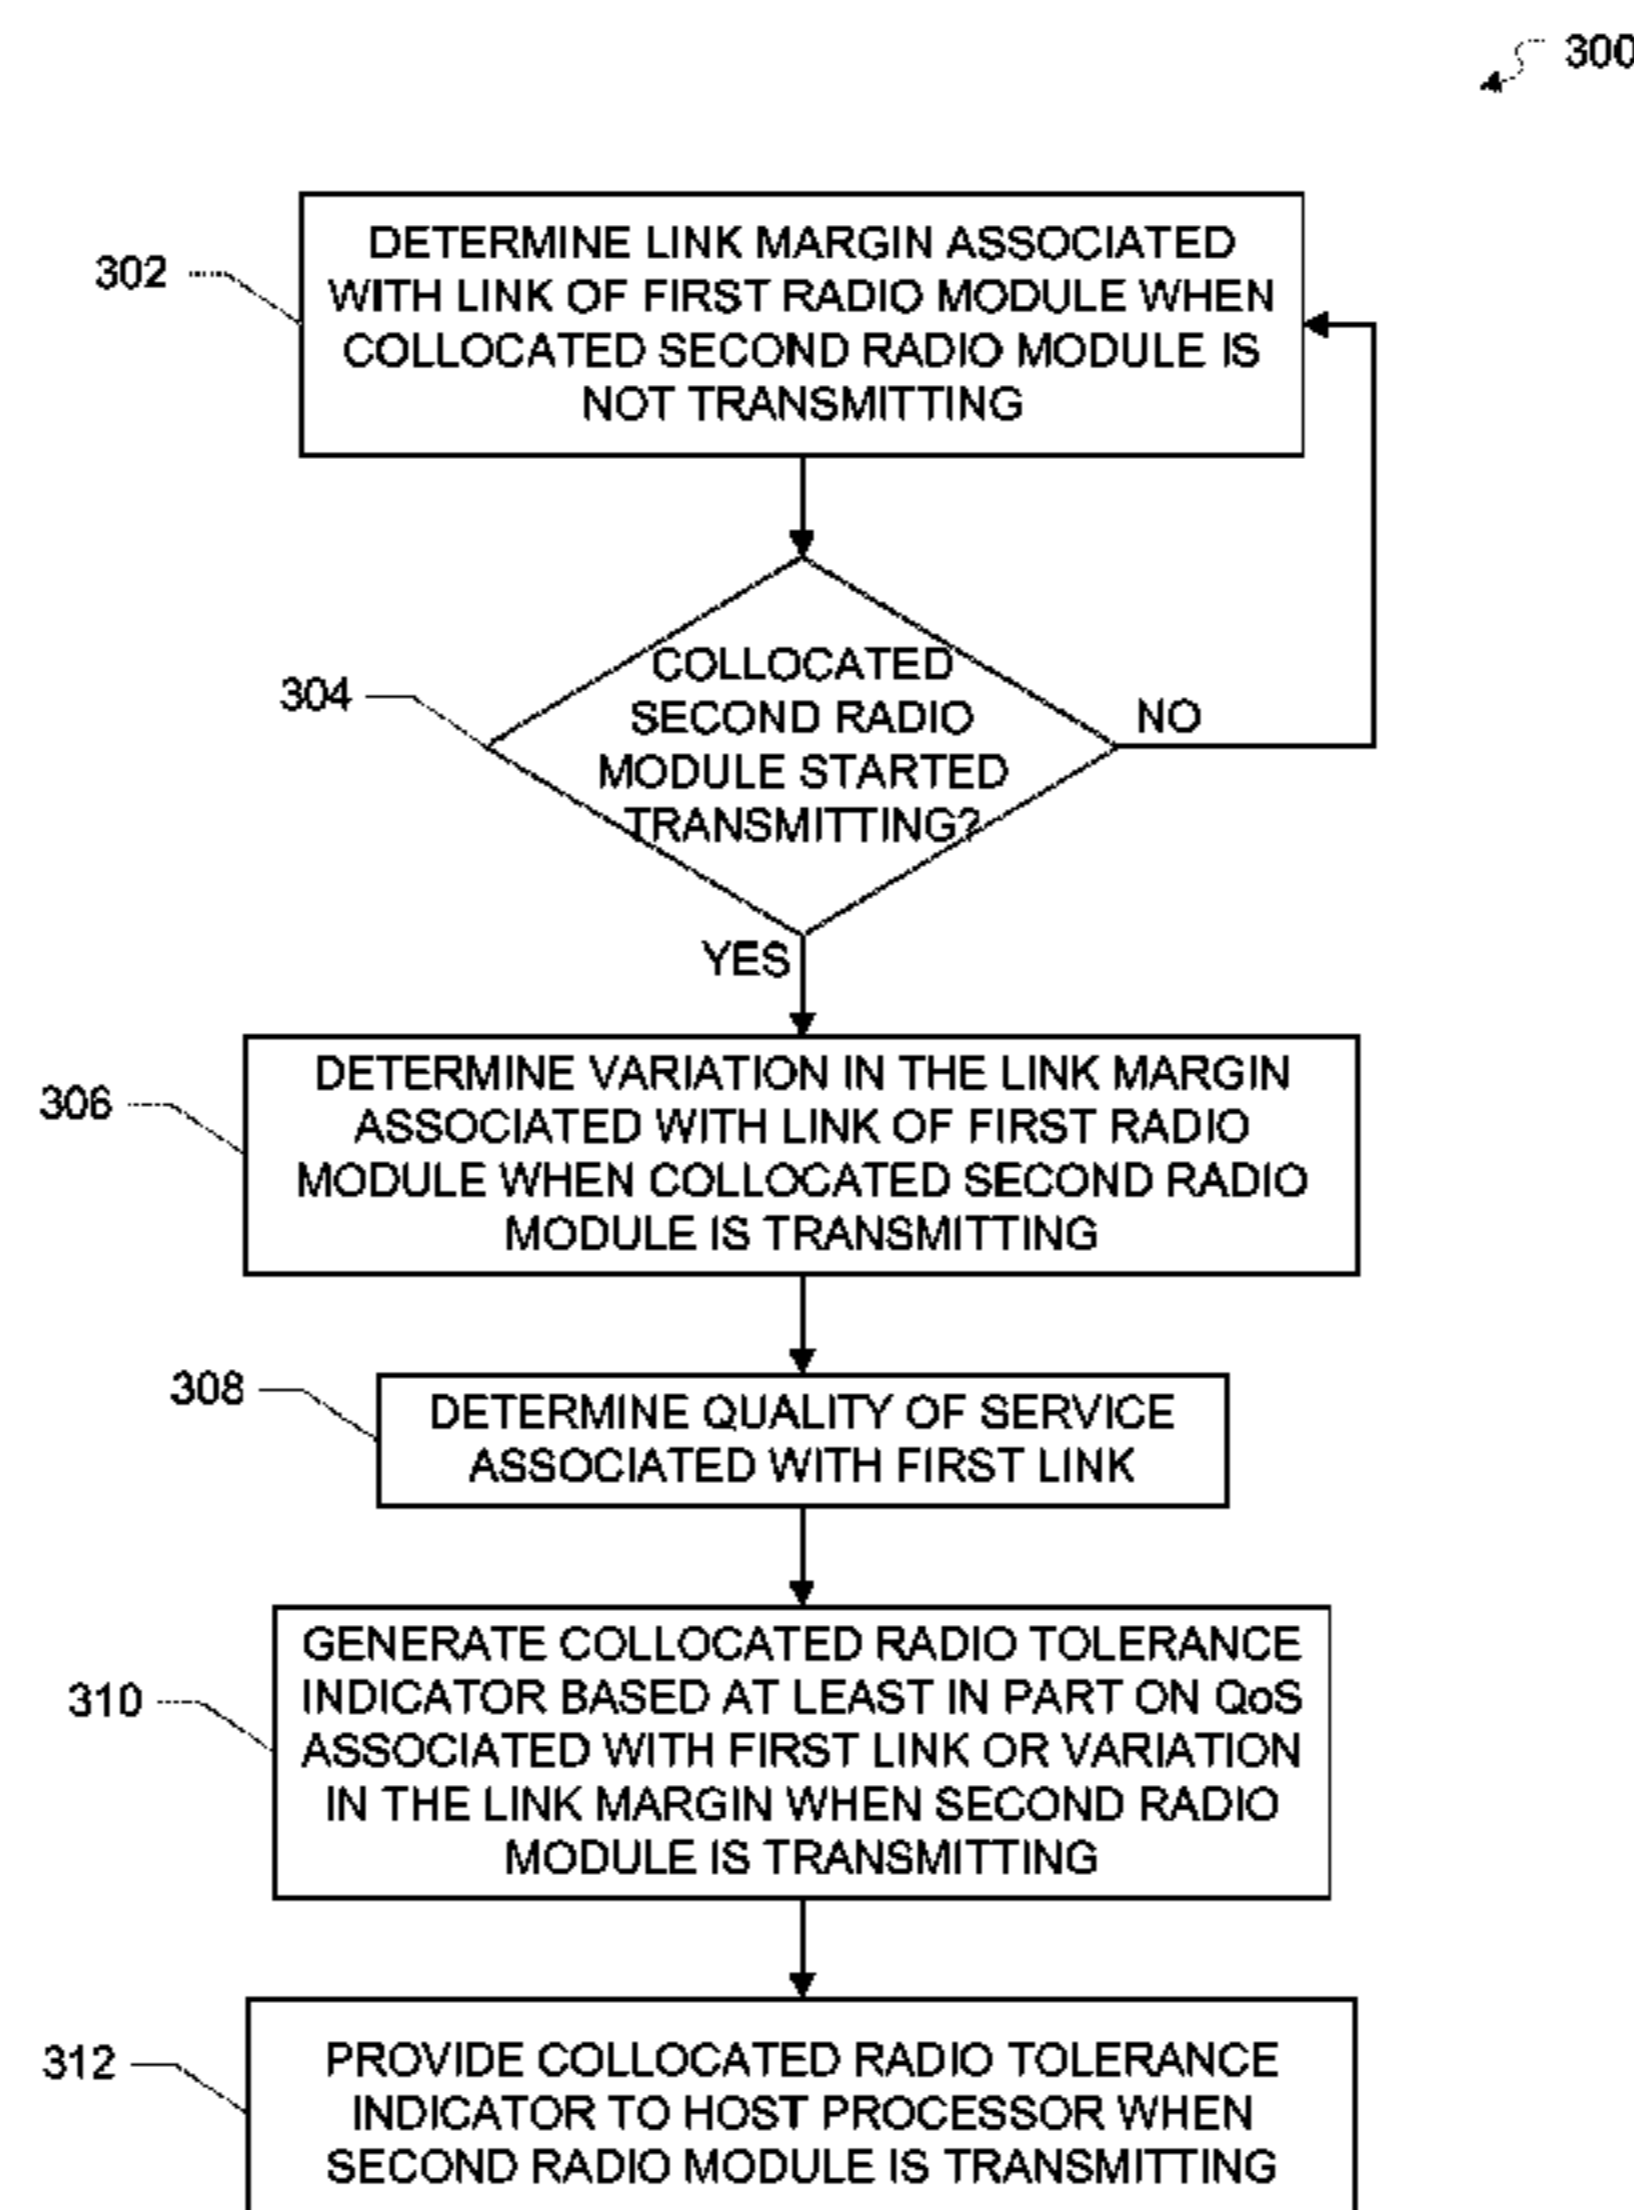 300
302
DETERMINE LINK MARGIN ASSOCIATED
WITH LINK OF FIRST RADIO MODULE WHEN
COLLOCATED SECOND RADIO MODULE IS
NOT TRANSMITTING
304
COLLOCATED
SECOND RADIO
MODULE STARTED
TRANSMITTING?
NO
YES
306
DETERMINE VARIATION IN THE LINK MARGIN
ASSOCIATED WITH LINK OF FIRST RADIO
MODULE WHEN COLLOCATED SECOND RADIO
MODULE IS TRANSMITTING
308
DETERMINE QUALITY OF SERVICE
ASSOCIATED WITH FIRST LINK
310
GENERATE COLLOCATED RADIO TOLERANCE
INDICATOR BASED AT LEAST IN PART ON QoS
ASSOCIATED WITH FIRST LINK OR VARIATION
IN THE LINK MARGIN WHEN SECOND RADIO
MODULE IS TRANSMITTING
312
PROVIDE COLLOCATED RADIO TOLERANCE
INDICATOR TO HOST PROCESSOR WHEN
SECOND RADIO MODULE IS TRANSMITTING